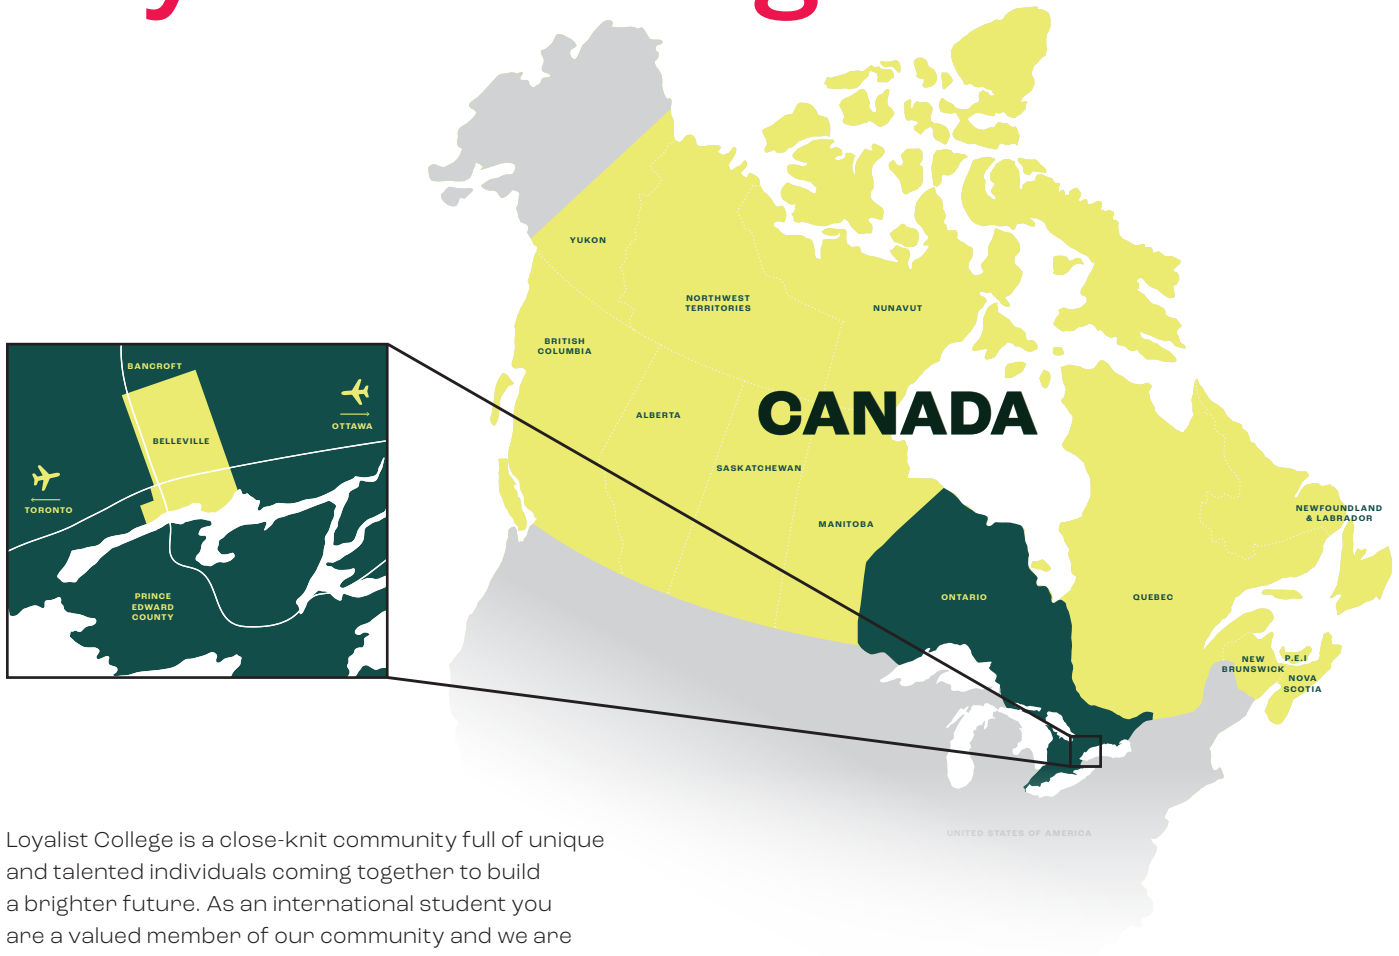 YUKON
NORTHWEST
TERRITORIES
NUNAVUT
BRITISH
COLUMBIA
ALBERTA
CANADA
SASKATCHEWAN
MANITOBA
ONTARIO
QUEBEC
NEWFOUNDLAND
& LABRADOR
NEW
BRUNSWICK
P.E.I
NOVA
SCOTIA
UNITED STATES OF AMERICA
BANCROFT
BELLEVILLE
OTTAWA
TORONTO
PRINCE
EDWARD
COUNTY
Loyalist College is a close-knit community full of unique
and talented individuals coming together to build
a brighter future. As an international student you
are a valued member of our community and we are